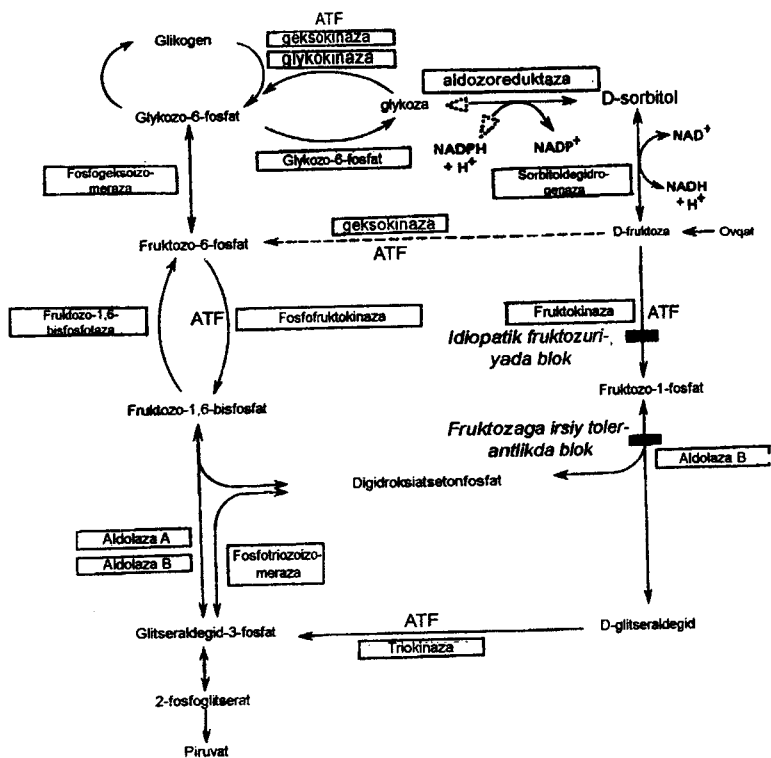 ATF
Glikogen
geksokinaza
glykokinaza
aldozoreduktaza
glykoza
D-sorbitol
Glykozo-6-fosfat
NADPH
+ H+
NADP+
NAD+
Glykozo-6-fosfat
Fosfogeksoizo-
meraza
Sorbitoldegidro-
genaza
NADH
+ H+
geksokinaza
Fruktozo-6-fosfat
ATF
D-fruktoza
Ovqat
Fruktozo-1,6-
bisfosfotaza
ATF
Fosfofruktokinaza
Fruktokinaza
ATF
Idiopatik fruktozuri-
yada blok
Fruktozo-1-fosfat
Fruktozo-1,6-bisfosfat
Fruktozaga irsiy toler-
antlikda blok
Aldolaza B
Digidroksiatsetonfosfat
Aldolaza A
Aldolaza B
Fosfotriozoizo-
meraza
Glitseraldegid-3-fosfat
ATF
Triokinaza
D-glitseraldegid
2-fosfoglitserat
Piruvat